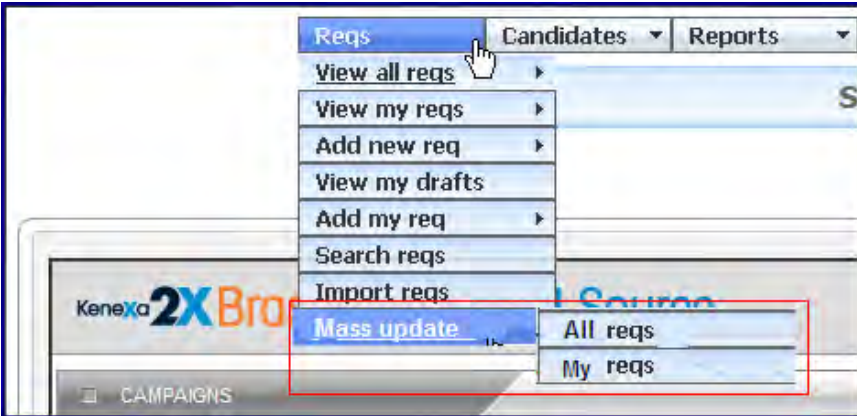 Reqs Candidates Reports
View all reqs
View my reqs
Add new req
View my drafts
Add my req
Search reqs
Import reqs
Mass update
All reqs
My reqs
Kenexa 2X
CAMPAIGNS